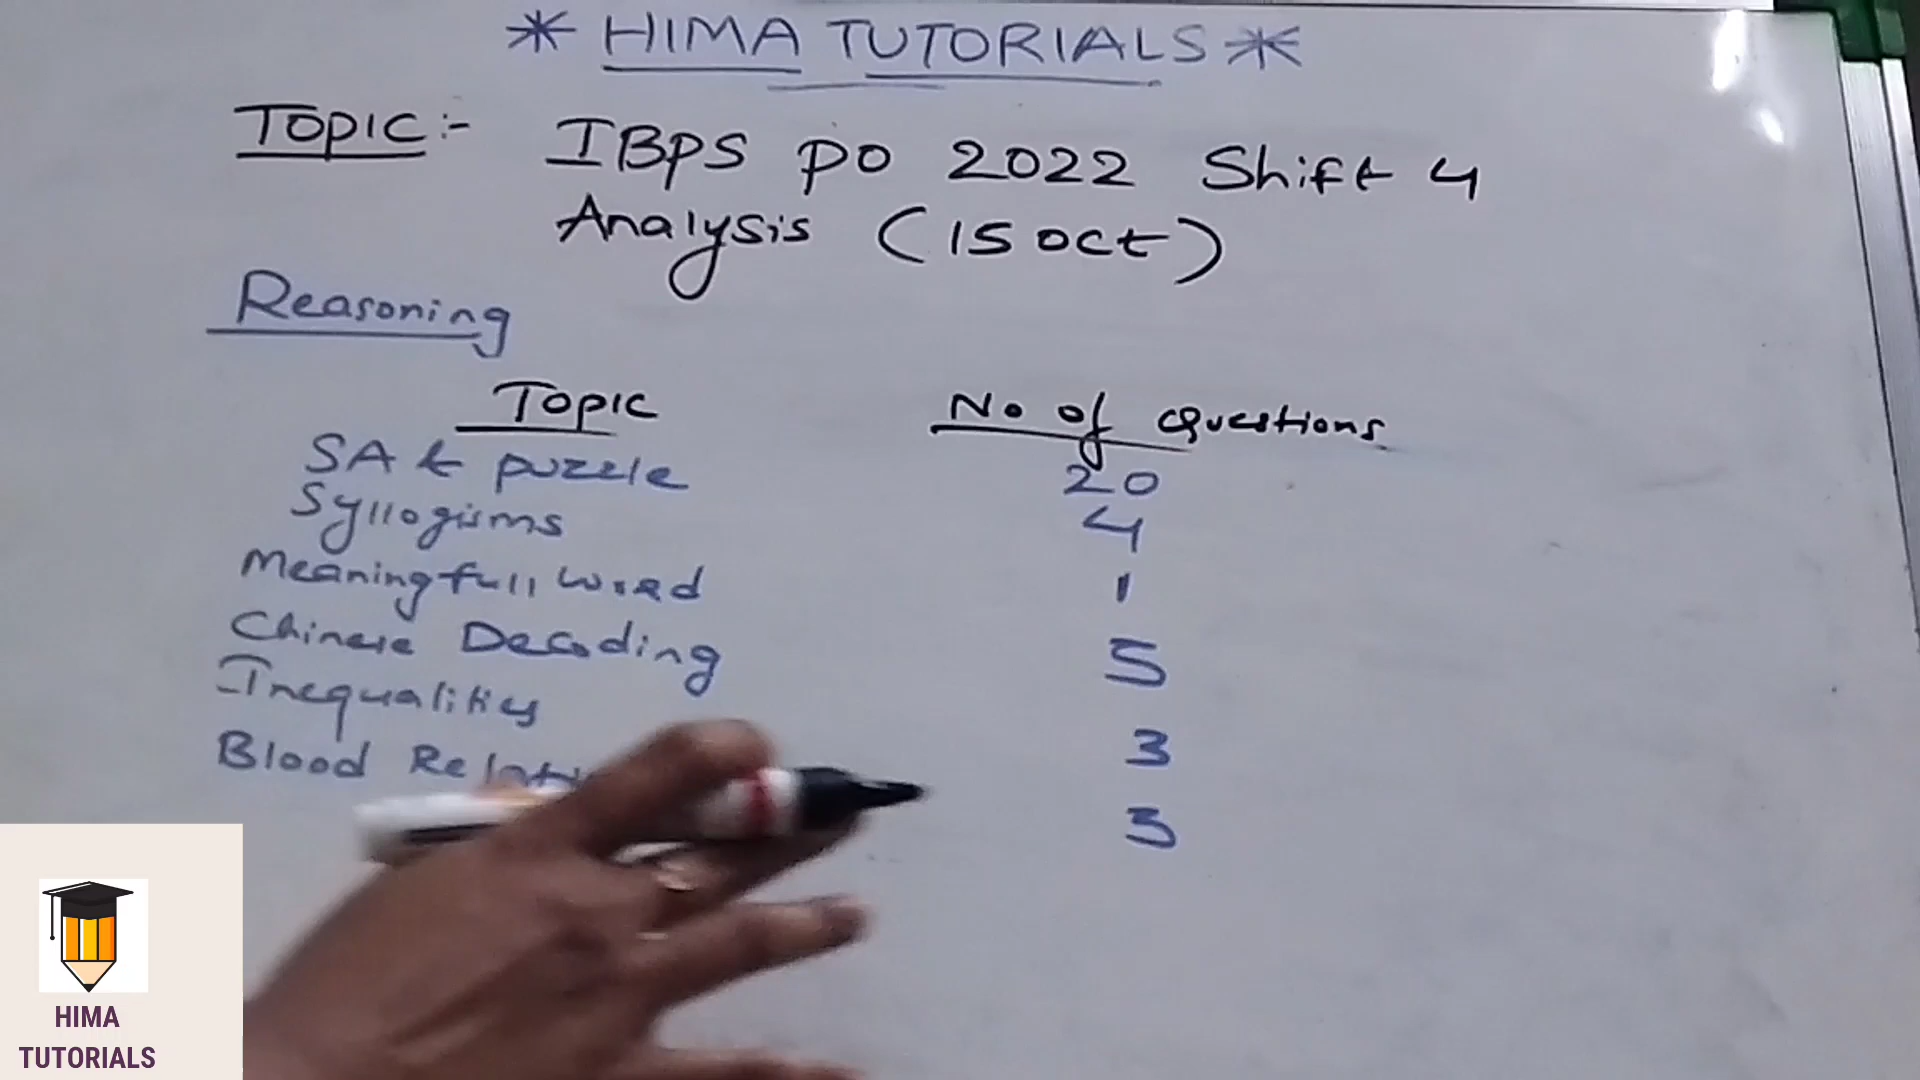 * HIMA TUTORIALS *
Topic:- IBPS PO 2022 Shift 4
Analysis (15 Oct)
Reasoning
Topic No of Questions
SA & puzzle 20
Syllogisms 4
Meaningfull word 1
Chinese Decoding 5
Inequality 3
Blood 3
HIMA
TUTORIALS